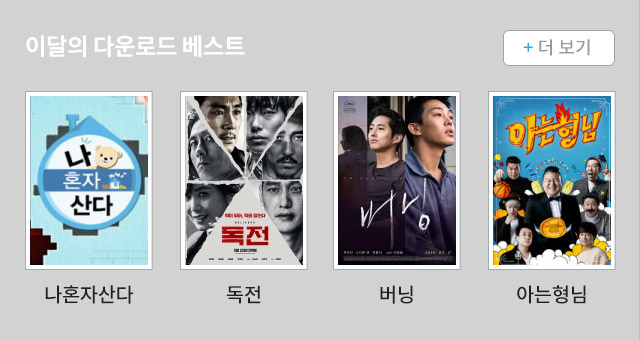 이달의 다운로드 베스트
+ 더 보기
나
혼자
산다
독전
버닝
아는형님
나혼자산다
독전
버닝
아는형님